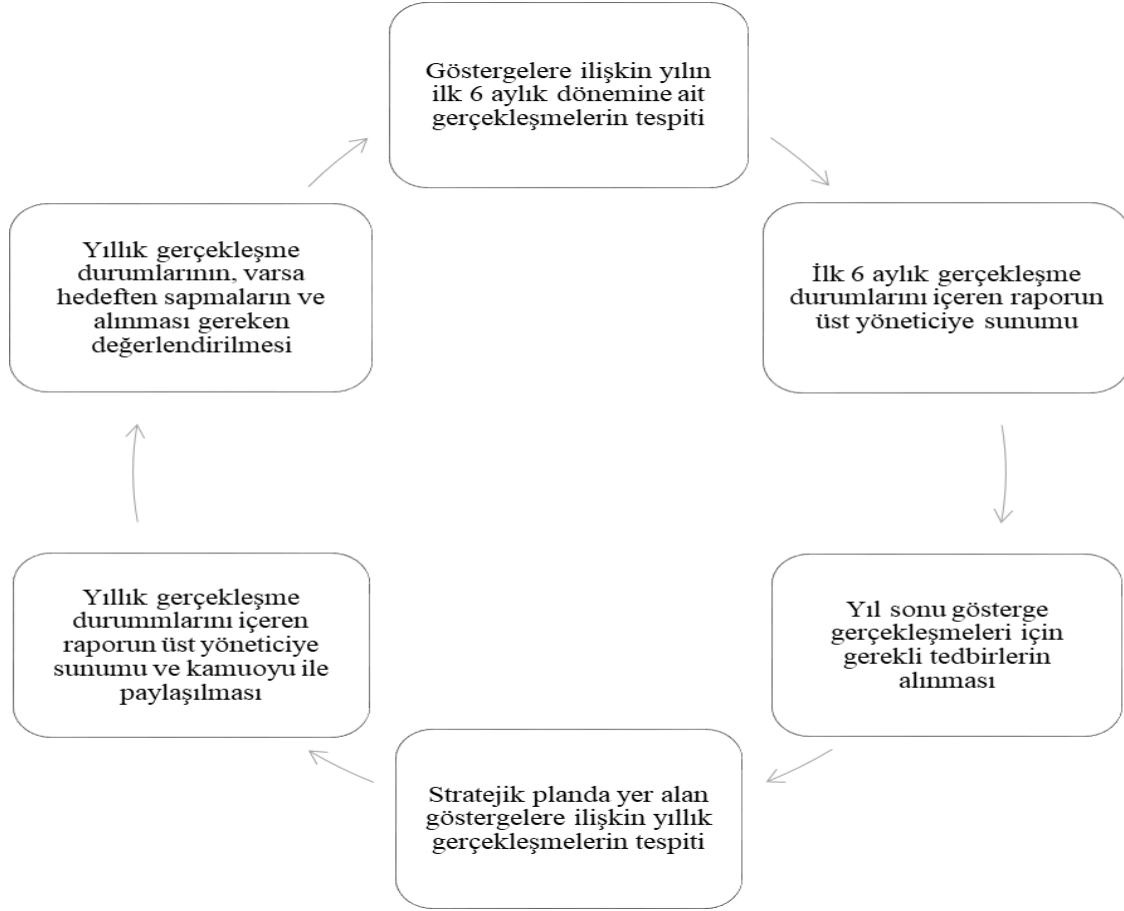 Göstergelere ilişkin yılın
ilk 6 aylık dönemine ait
gerçekleşmelerin tespiti
İlk 6 aylık gerçekleşme
durumlarını içeren raporun
üst yöneticiye sunumu
Yıl sonu gösterge
gerçekleşmeleri için
gerekli tedbirlerin
alınması
Stratejik planda yer alan
göstergelere ilişkin yıllık
gerçekleşmelerin tespiti
Yıllık gerçekleşme
durummlarını içeren
raporun üst yöneticiye
sunumu ve kamuoyu ile
paylaşılması
Yıllık gerçekleşme
durumlarının, varsa
hedeften sapmaların ve
alınması gereken
değerlendirilmesi